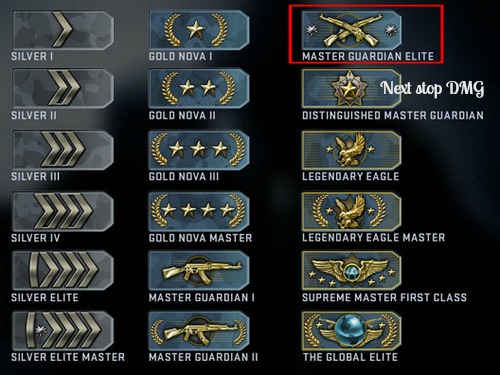 SILVER I
SILVER II
SILVER III
SILVER IV
SILVER ELITE
SILVER ELITE MASTER
GOLD NOVA I
GOLD NOVA II
GOLD NOVA III
GOLD NOVA MASTER
MASTER GUARDIAN I
MASTER GUARDIAN II
MASTER GUARDIAN ELITE
Next stop DMG
DISTINGUISHED MASTER GUARDIAN
LEGENDARY EAGLE
LEGENDARY EAGLE MASTER
SUPREME MASTER FIRST CLASS
THE GLOBAL ELITE